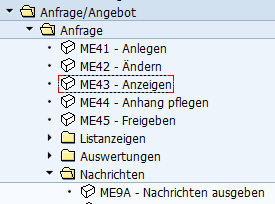 Anfrage/Angebot
Anfrage
ME41 - Anlegen
ME42 - Ändern
ME43 - Anzeigen
ME44 - Anhang pflegen
ME45 - Freigeben
Listanzeigen
Auswertungen
Nachrichten
ME9A - Nachrichten ausgeben